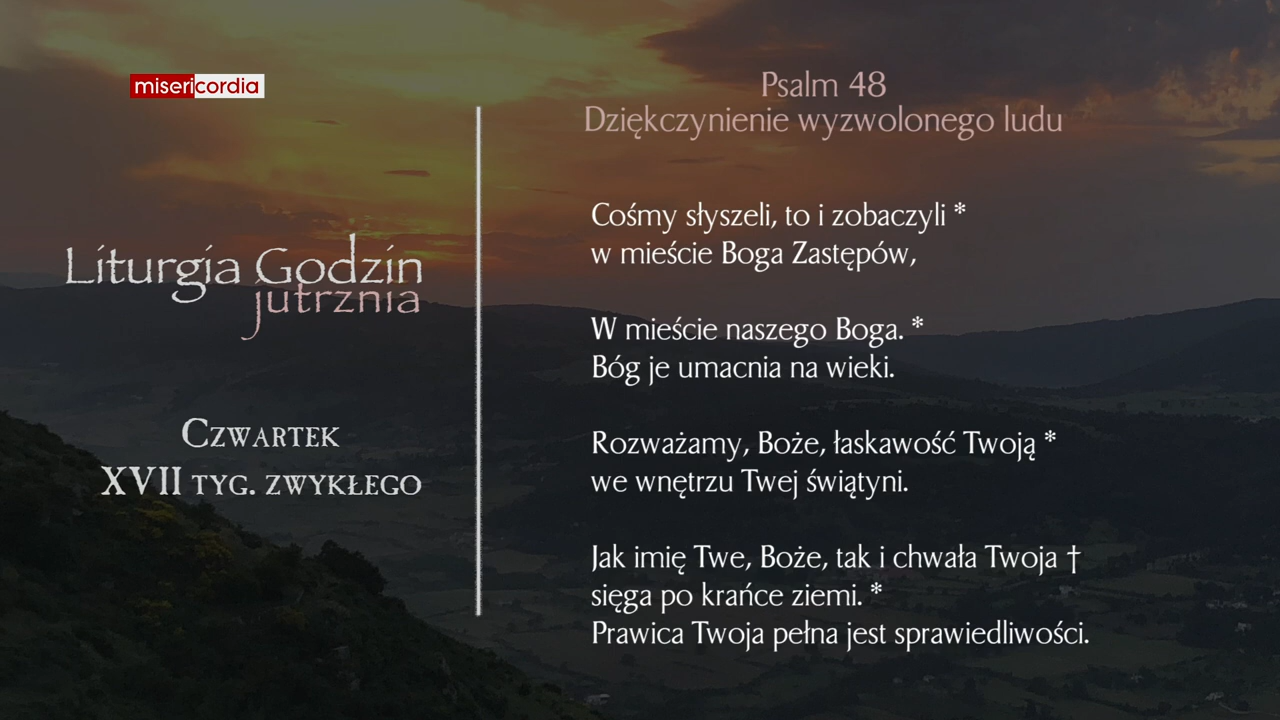 misericordia
Liturgia Godzin
jutrznia
Czwartek
XVII tyg. zwykłego
Psalm 48
Dziękczynienie wyzwolonego ludu
Cośmy słyszeli, to i zobaczyli *
w mieście Boga Zastępów,
W mieście naszego Boga. *
Bóg je umacnia na wieki.
Rozważamy, Boże, łaskawość Twoją *
we wnętrzu Twej świątyni.
Jak imię Twe, Boże, tak i chwała Twoja †
sięga po krańce ziemi. *
Prawica Twoja pełna jest sprawiedliwości.